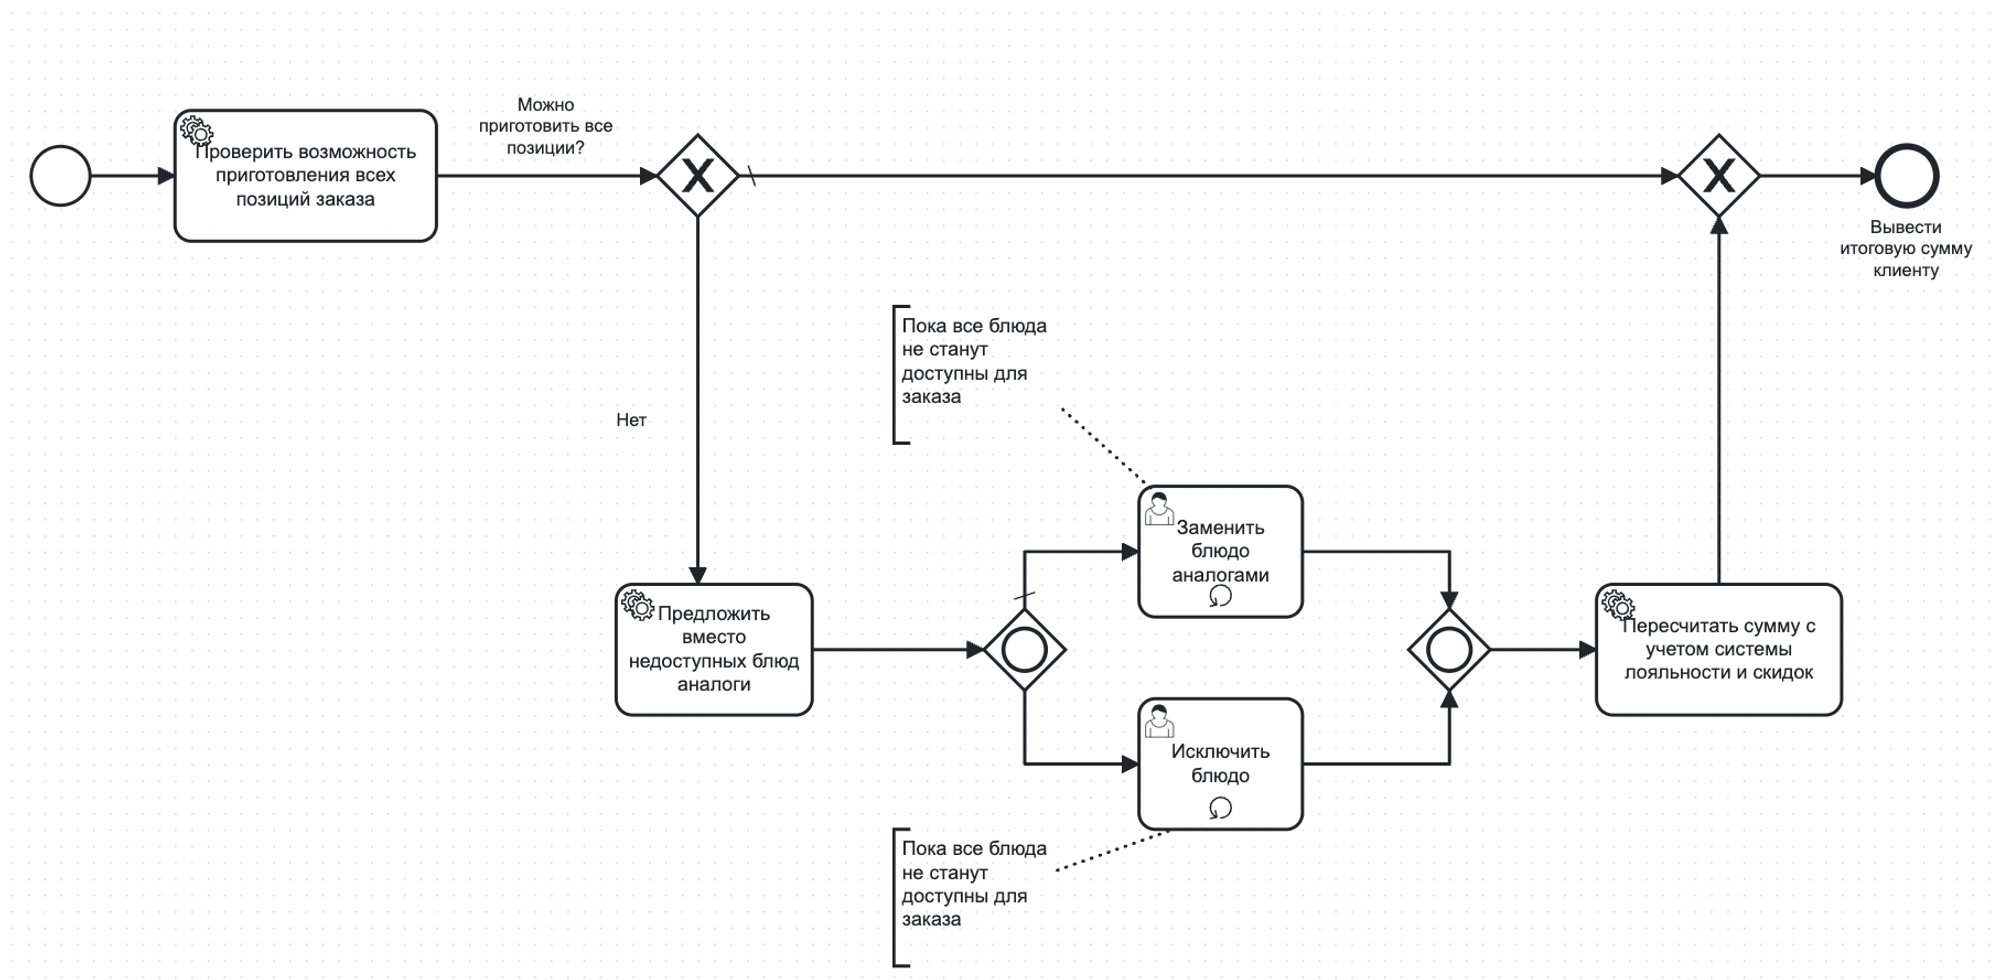 Можно
приготовить все
позиции?
Проверить возможность
приготовления всех
позиций заказа
Вывести
итоговую сумму
клиенту
Пока все блюда
не станут
доступны для
заказа
Нет
Заменить
блюдо
аналогами
Предложить
вместо
недоступных блюд
аналоги
Пересчитать сумму с
учетом системы
лояльности и скидок
Исключить
блюдо
Пока все блюда
не станут
доступны для
заказа